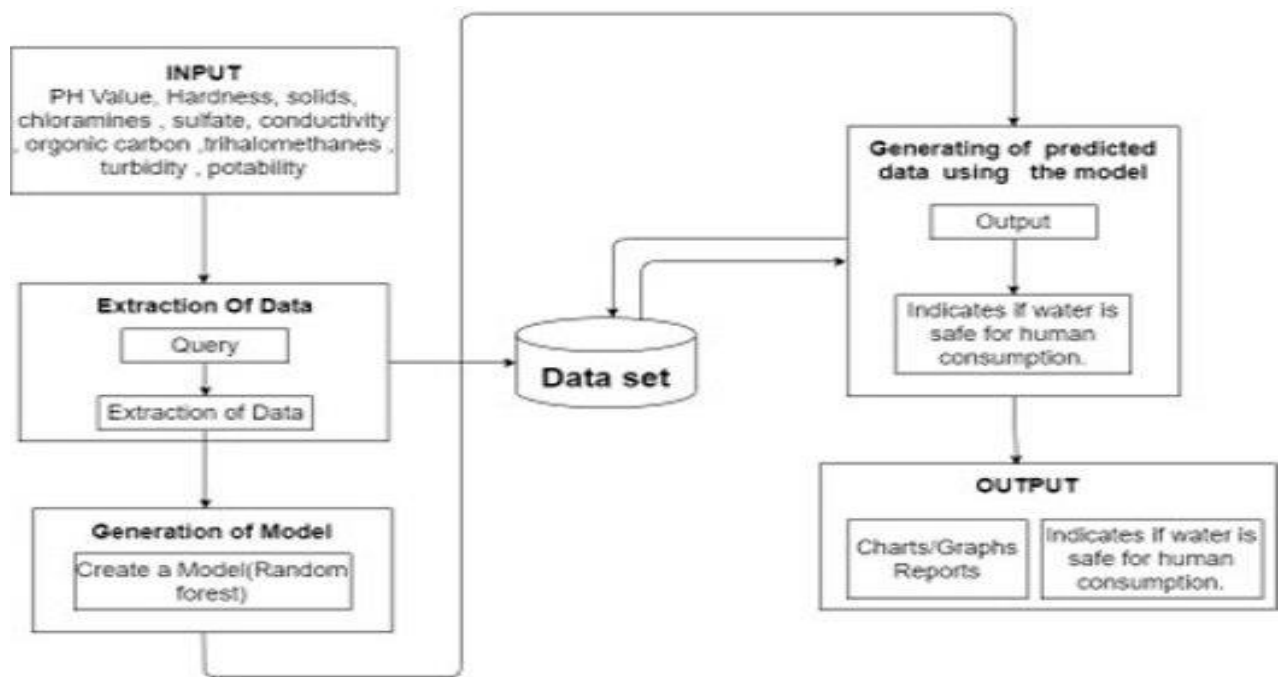 INPUT
PH Value, Hardness, solids,
chloramines , sulfate, conductivity
, orgonic carbon ,trihalomethanes ,
turbidity , potability
Extraction Of Data
Query
Extraction of Data
Generation of Model
Create a Model(Random
forest)
Data set
Generating of predicted
data using the model
Output
Indicates if water is
safe for human
consumption.
OUTPUT
Charts/Graphs
Reports
Indicates if water is
safe for human
consumption.